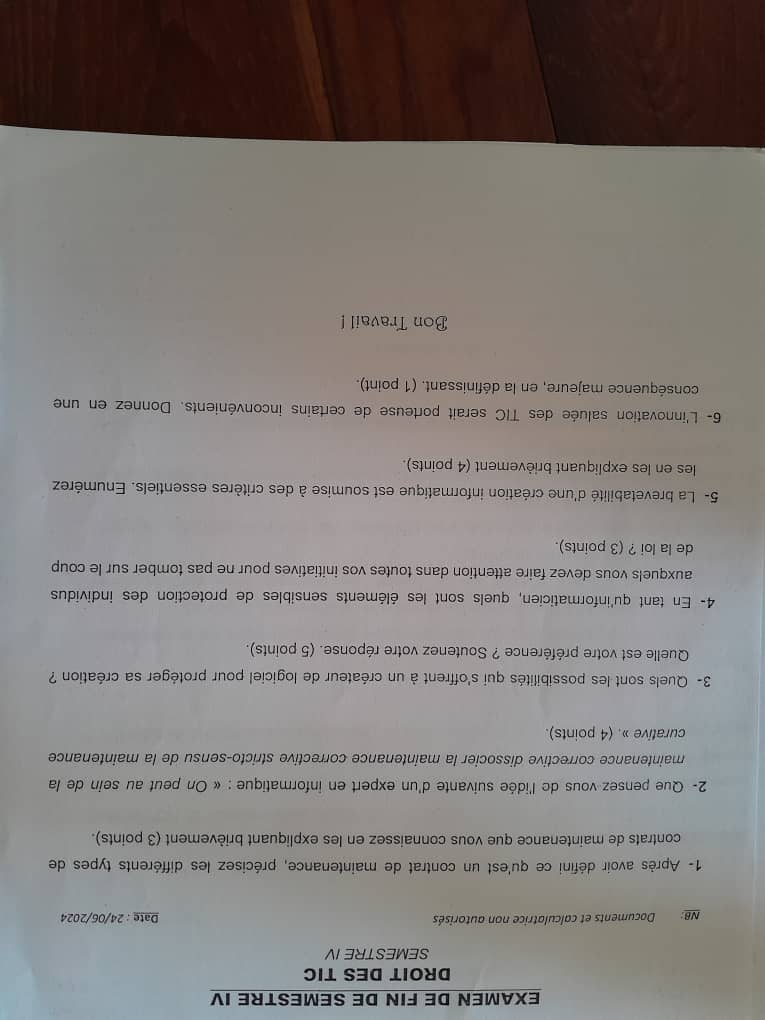 EXAMEN DE FIN DE SEMESTRE IV
DROIT DES TIC
SEMESTRE IV
NB: Documents et calculatrice non autorisés Date : 24/06/2024
1- Après avoir défini ce qu'est un contrat de maintenance, précisez les différents types de
contrats de maintenance que vous connaissez en les expliquant brièvement (3 points).
2- Que pensez-vous de l'idée suivante d'un expert en informatique : « On peut au sein de la
maintenance corrective dissocier la maintenance corrective stricto-sensu de la maintenance
curative ». (4 points).
3- Quels sont les possibilités qui s'offrent à un créateur de logiciel pour protéger sa création ?
Quelle est votre préférence ? Soutenez votre réponse. (5 points).
4- En tant qu'informaticien, quels sont les éléments sensibles de protection des individus
auxquels vous devez faire attention dans toutes vos initiatives pour ne pas tomber sur le coup
de la loi ? (3 points).
5- La brevetabilité d'une création informatique est soumise à des critères essentiels. Enumérez
les en les expliquant brièvement (4 points).
6- L'innovation saluée des TIC serait porteuse de certains inconvénients. Donnez en une
conséquence majeure, en la définissant. (1 point).
Bon Travail !